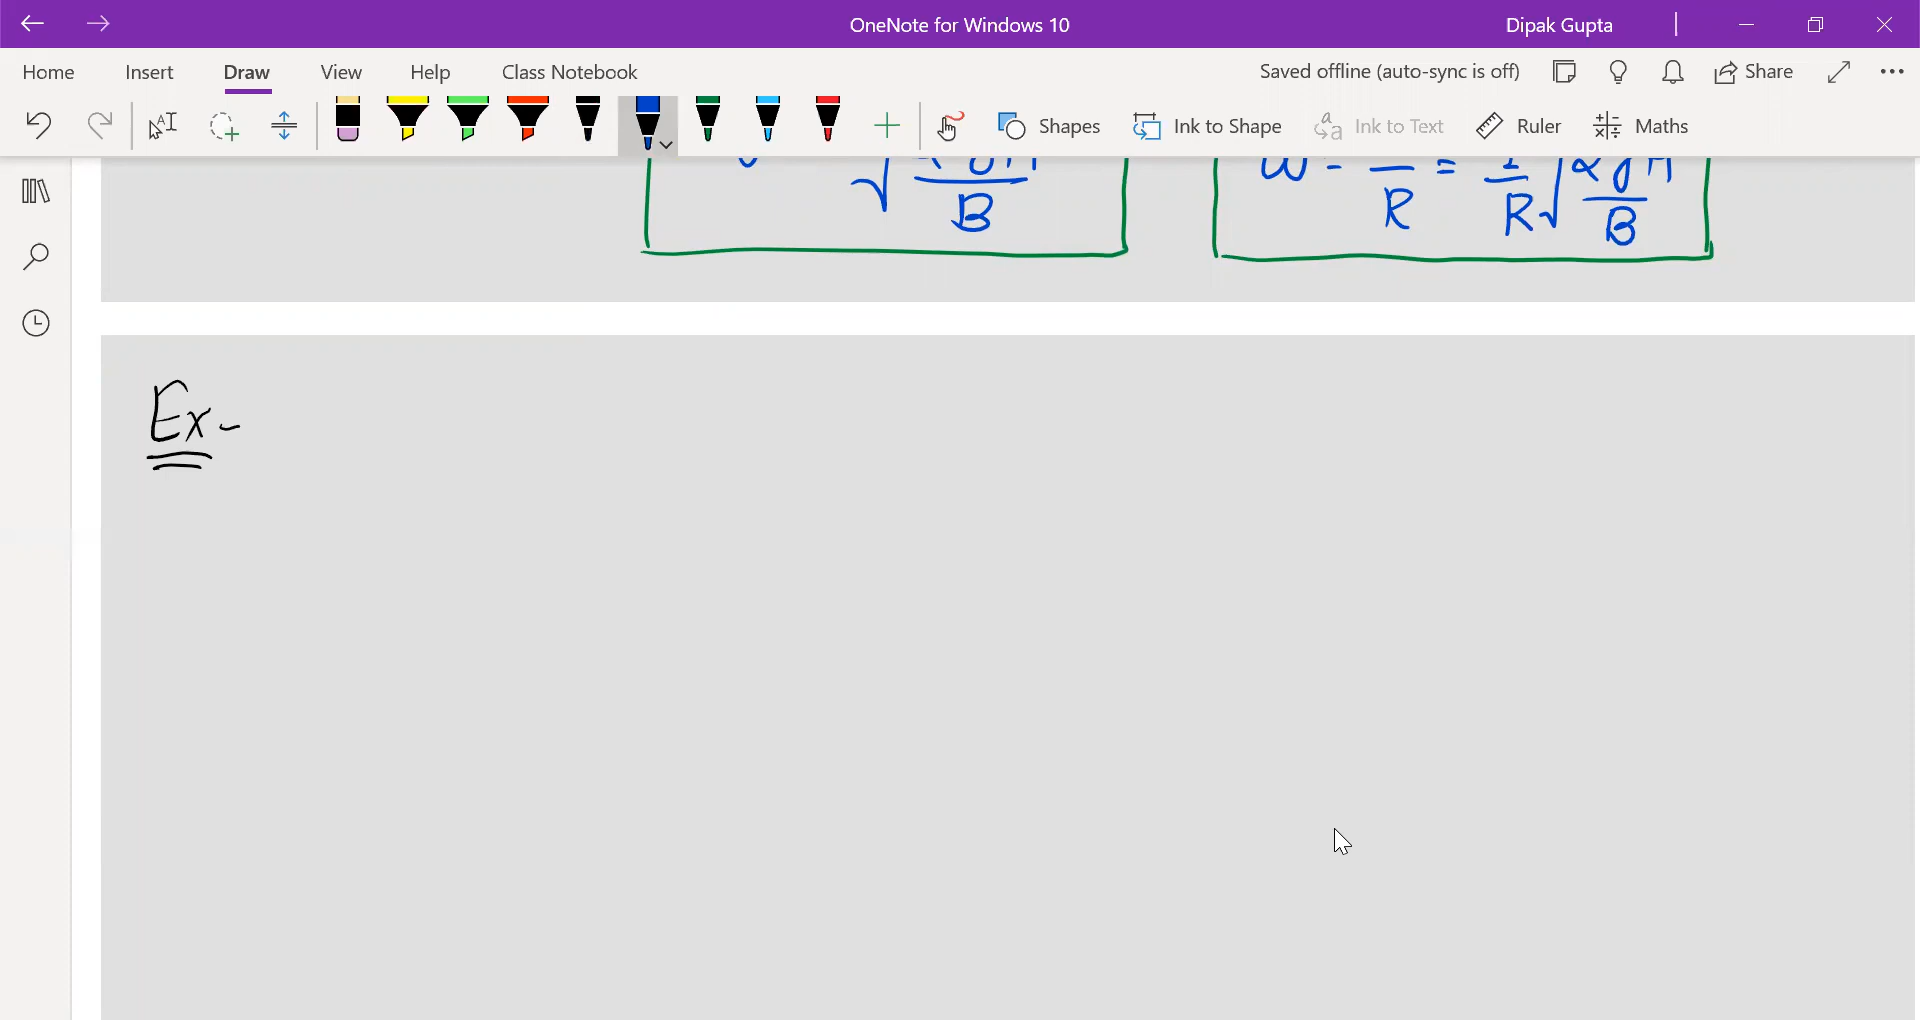 OneNote for Windows 10
Dipak Gupta
Home Insert Draw View Help Class Notebook
Saved offline (auto-sync is off) Share
Shapes Ink to Shape Ink to Text Ruler Maths
B
R R B
Ex-